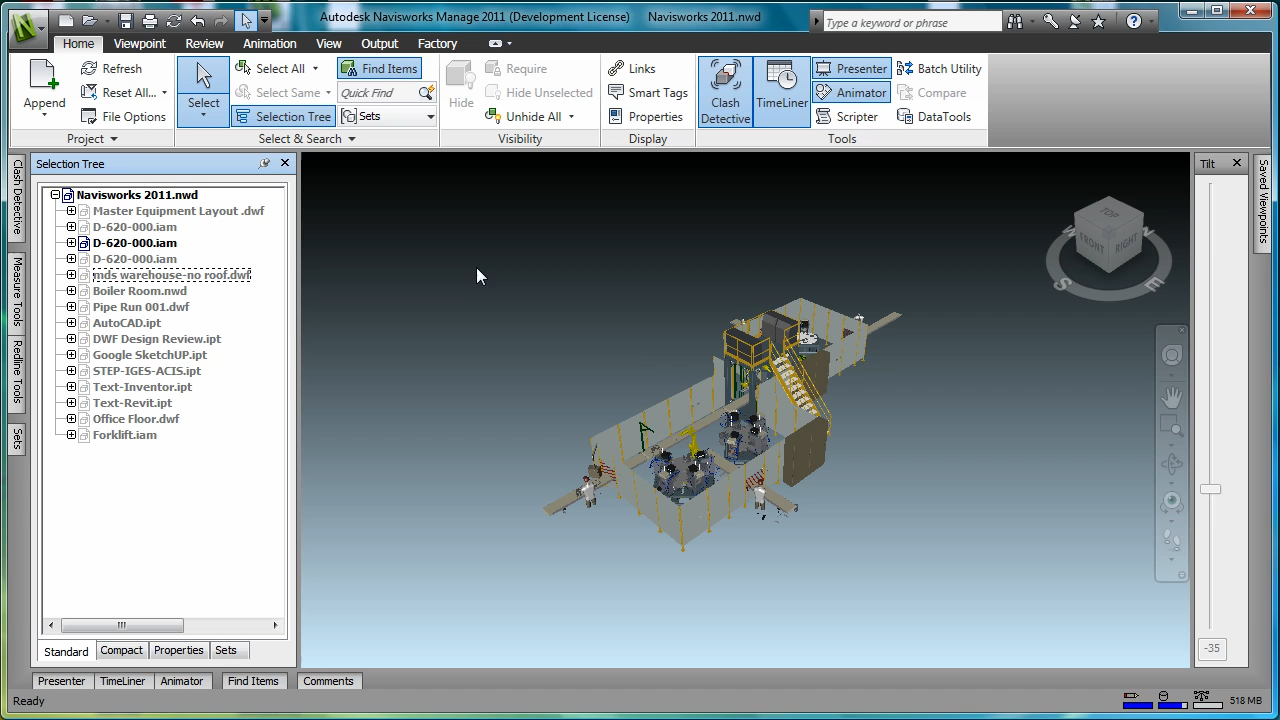 Autodesk Navisworks Manage 2011 (Development License) Navisworks 2011.nwd
Type a keyword or phrase
Home Viewpoint Review Animation View Output Factory
Append
Refresh
Reset All...
File Options
Project
Select
Select All
Select Same
Selection Tree
Find Items
Quick Find
Sets
Select & Search
Hide
Require
Hide Unselected
Unhide All
Visibility
Links
Smart Tags
Properties
Display
Clash
Detective
TimeLiner
Presenter
Animator
Scripter
Batch Utility
Compare
DataTools
Tools
Clash Detective
Measure Tools
Redline Tools
Sets
Selection Tree
Navisworks 2011.nwd
Master Equipment Layout .dwf
D-620-000.iam
D-620-000.iam
D-620-000.iam
mds warehouse-no roof.dwf
Boiler Room.nwd
Pipe Run 001.dwf
AutoCAD.ipt
DWF Design Review.ipt
Google SketchUP.ipt
STEP-IGES-ACIS.ipt
Text-Inventor.ipt
Text-Revit.ipt
Office Floor.dwf
Forklift.iam
Standard Compact Properties Sets
TOP
FRONT
RIGHT
W
N
S
E
Tilt
-35
Saved Viewpoints
Presenter TimeLiner Animator Find Items Comments
Ready
518 MB